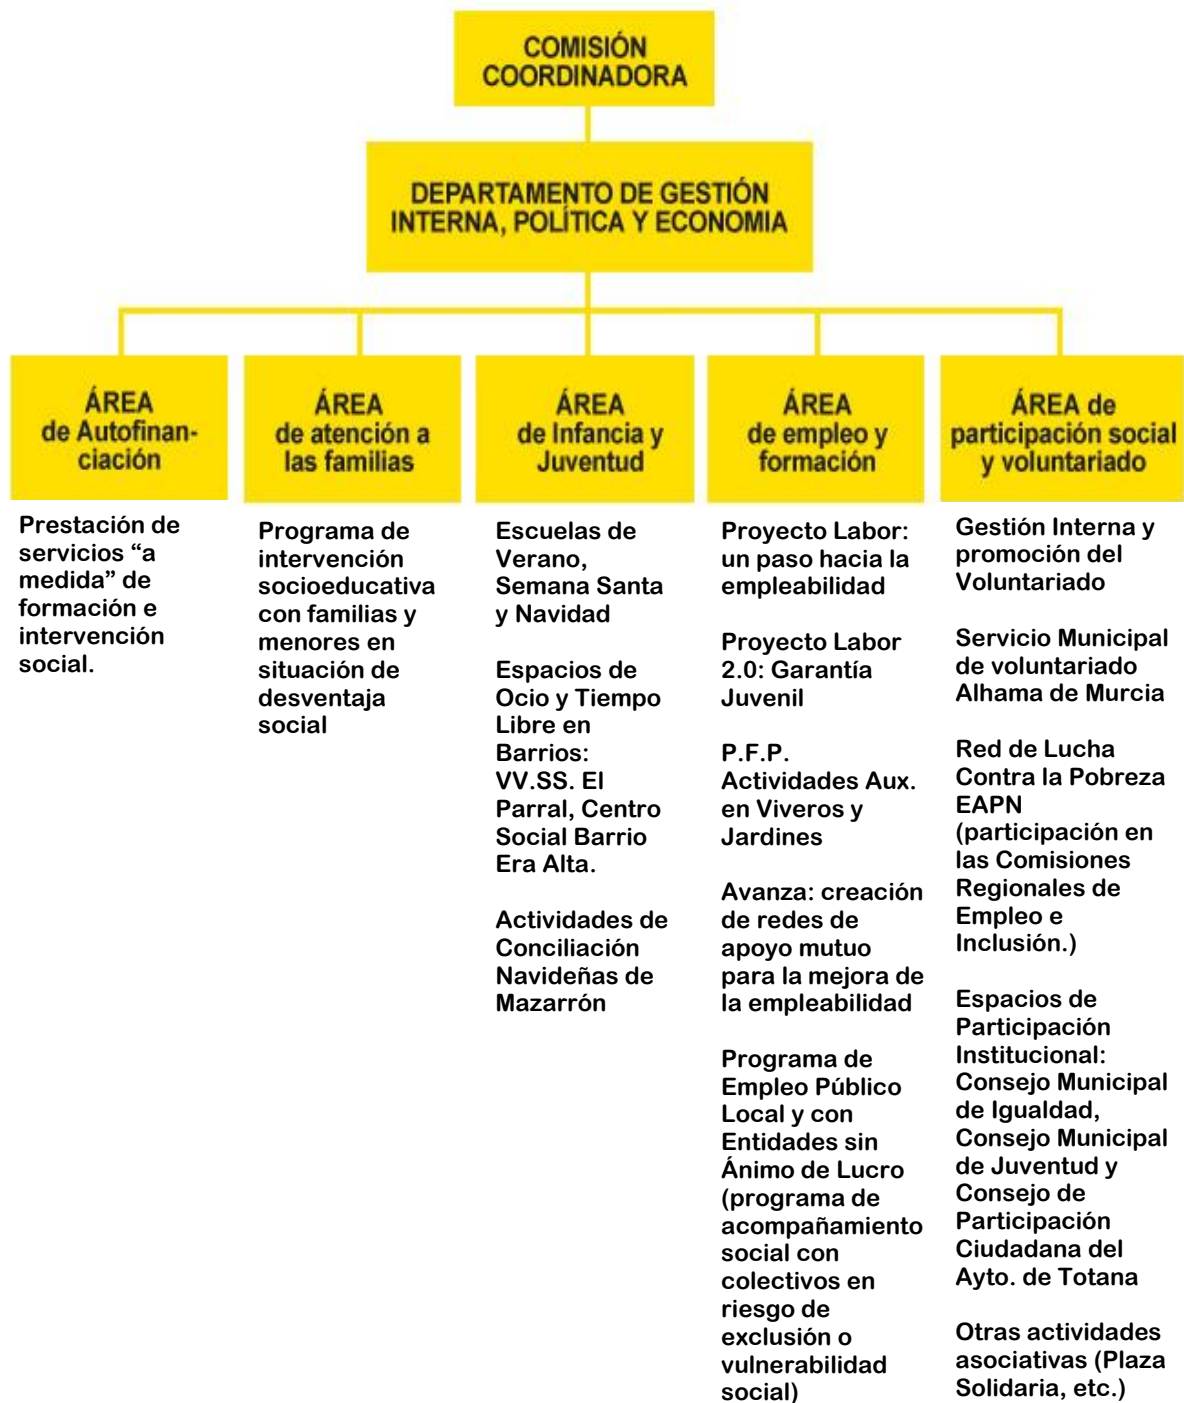 COMISIÓN
COORDINADORA
DEPARTAMENTO DE GESTIÓN
INTERNA, POLÍTICA Y ECONOMIA
ÁREA
de Autofinan-
ciación
Prestación de
servicios “a
medida” de
formación e
intervención
social.
ÁREA
de atención a
las familias
Programa de
intervención
socioeducativa
con familias y
menores en
situación de
desventaja
social
ÁREA
de Infancia y
Juventud
Escuelas de
Verano,
Semana Santa
y Navidad
Espacios de
Ocio y Tiempo
Libre en
Barrios:
VV.SS. El
Parral, Centro
Social Barrio
Era Alta.
Actividades de
Conciliación
Navideñas de
Mazarrón
ÁREA
de empleo y
formación
Proyecto Labor:
un paso hacia la
empleabilidad
Proyecto Labor
2.0: Garantía
Juvenil
P.F.P.
Actividades Aux.
en Viveros y
Jardines
Avanza: creación
de redes de
apoyo mutuo
para la mejora de
la empleabilidad
Programa de
Empleo Público
Local y con
Entidades sin
Ánimo de Lucro
(programa de
acompañamiento
social con
colectivos en
riesgo de
exclusión o
vulnerabilidad
social)
ÁREA de
participación social
y voluntariado
Gestión Interna y
promoción del
Voluntariado
Servicio Municipal
de voluntariado
Alhama de Murcia
Red de Lucha
Contra la Pobreza
EAPN
(participación en
las Comisiones
Regionales de
Empleo e
Inclusión.)
Espacios de
Participación
Institucional:
Consejo Municipal
de Igualdad,
Consejo Municipal
de Juventud y
Consejo de
Participación
Ciudadana del
Ayto. de Totana
Otras actividades
asociativas (Plaza
Solidaria, etc.)